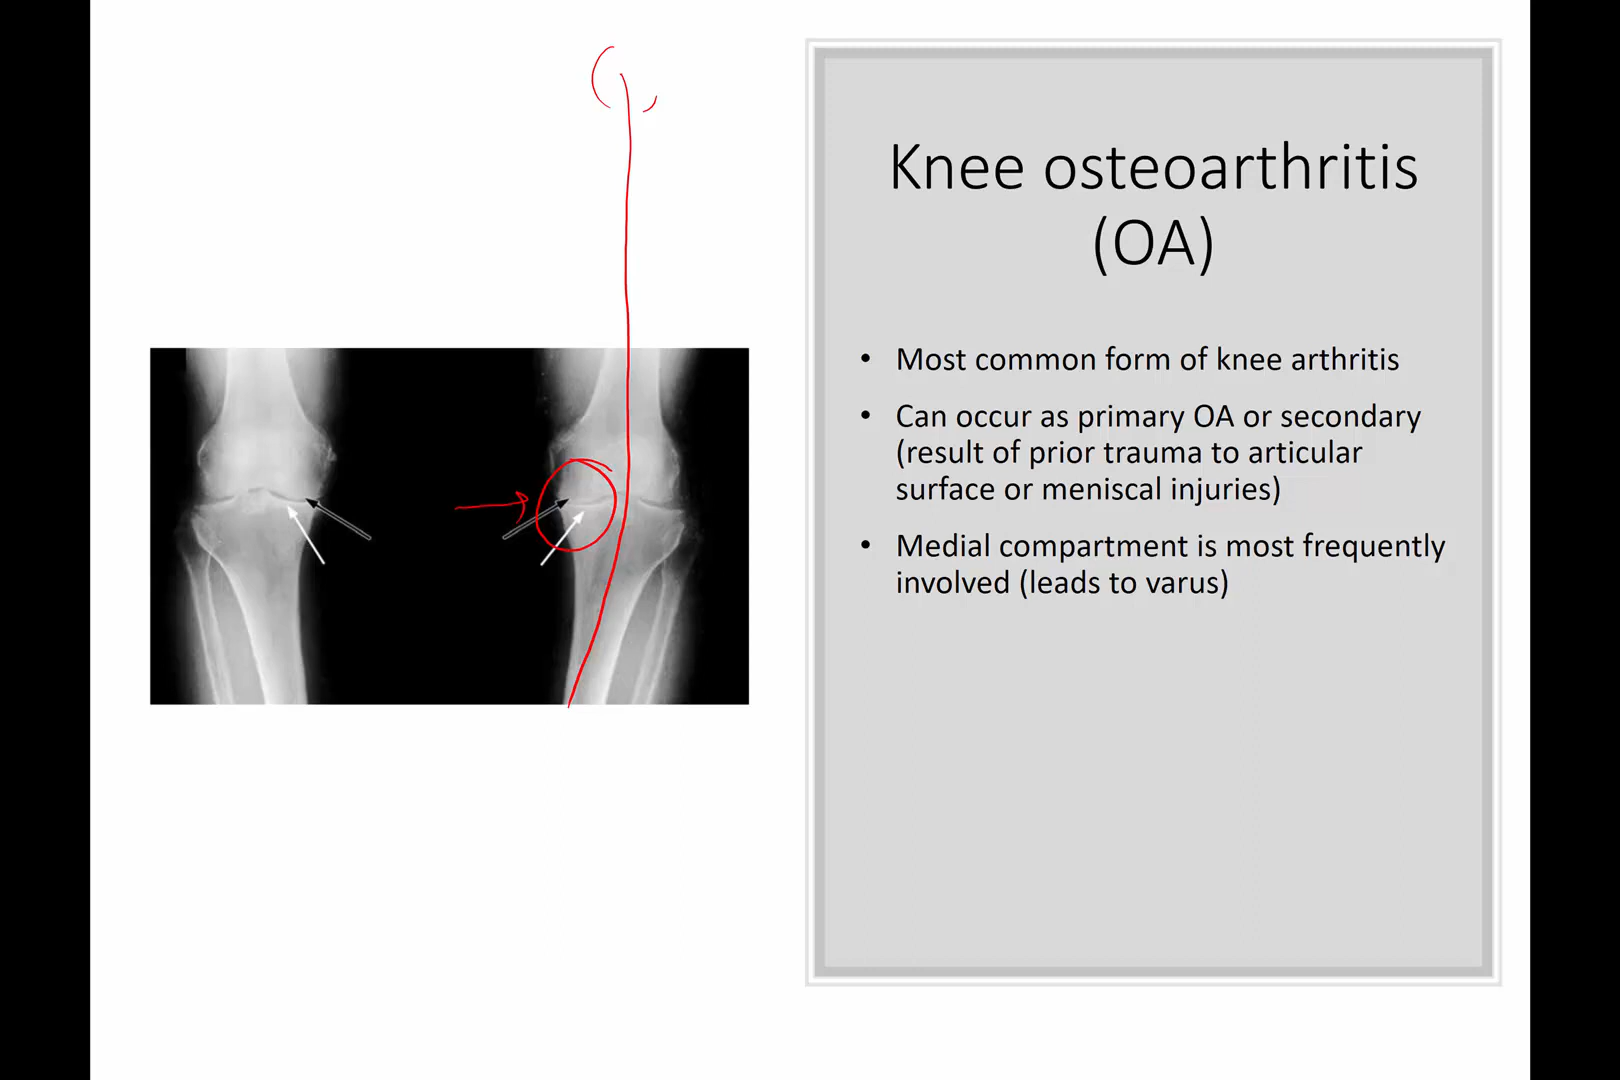 Knee osteoarthritis
(OA)
• Most common form of knee arthritis
• Can occur as primary OA or secondary
(result of prior trauma to articular
surface or meniscal injuries)
• Medial compartment is most frequently
involved (leads to varus)